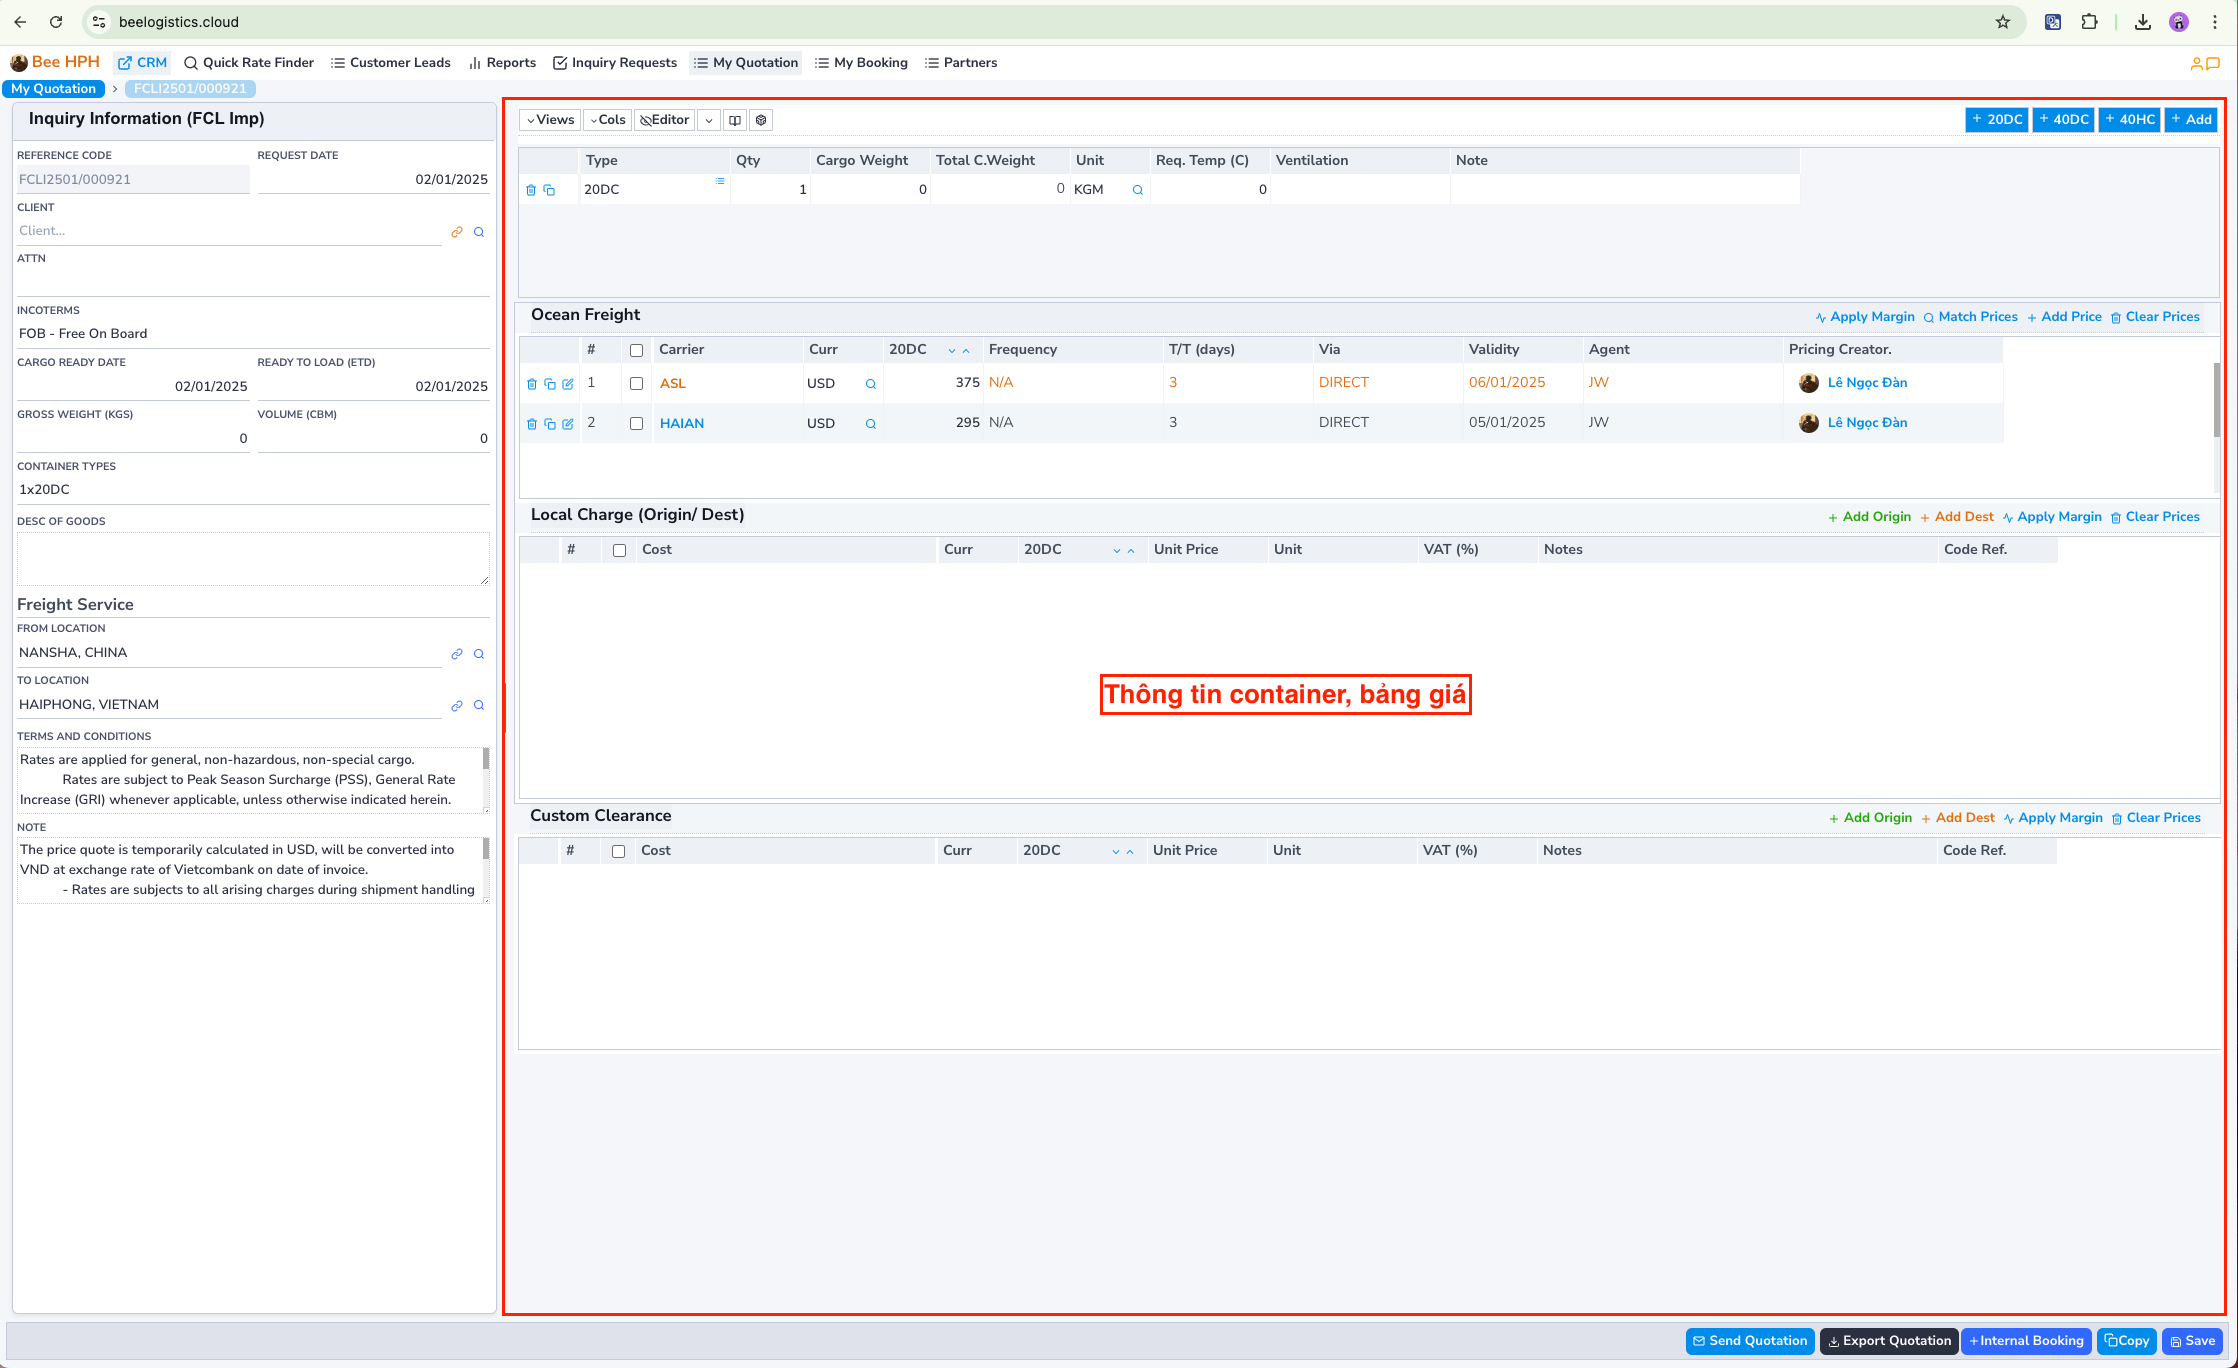 beelogistics.cloud
Bee HPH CRM Quick Rate Finder Customer Leads Reports Inquiry Requests My Quotation My Booking Partners
My Quotation > FCLI2501/000921
Inquiry Information (FCL Imp)
REFERENCE CODE REQUEST DATE
FCLI2501/000921 02/01/2025
CLIENT
Client...
ATTN
INCOTERMS
FOB - Free On Board
CARGO READY DATE READY TO LOAD (ETD)
02/01/2025 02/01/2025
GROSS WEIGHT (KGS) VOLUME (CBM)
0 0
CONTAINER TYPES
1x20DC
DESC OF GOODS
Freight Service
FROM LOCATION
NANSHA, CHINA
TO LOCATION
HAIPHONG, VIETNAM
TERMS AND CONDITIONS
Rates are applied for general, non-hazardous, non-special cargo.
Rates are subject to Peak Season Surcharge (PSS), General Rate
Increase (GRI) whenever applicable, unless otherwise indicated herein.
NOTE
The price quote is temporarily calculated in USD, will be converted into
VND at exchange rate of Vietcombank on date of invoice.
- Rates are subjects to all arising charges during shipment handling
Views Cols Editor + 20DC + 40DC + 40HC + Add
Type Qty Cargo Weight Total C.Weight Unit Req. Temp (C) Ventilation Note
20DC 1 0 0 KGM 0
Ocean Freight Apply Margin Match Prices + Add Price Clear Prices
# Carrier Curr 20DC Frequency T/T (days) Via Validity Agent Pricing Creator.
1 ASL USD 375 N/A 3 DIRECT 06/01/2025 JW Lê Ngọc Đàn
2 HAIAN USD 295 N/A 3 DIRECT 05/01/2025 JW Lê Ngọc Đàn
Local Charge (Origin/ Dest) + Add Origin + Add Dest Apply Margin Clear Prices
# Cost Curr 20DC Unit Price Unit VAT (%) Notes Code Ref.
Thông tin container, bảng giá
Custom Clearance + Add Origin + Add Dest Apply Margin Clear Prices
# Cost Curr 20DC Unit Price Unit VAT (%) Notes Code Ref.
Send Quotation Export Quotation +Internal Booking Copy Save